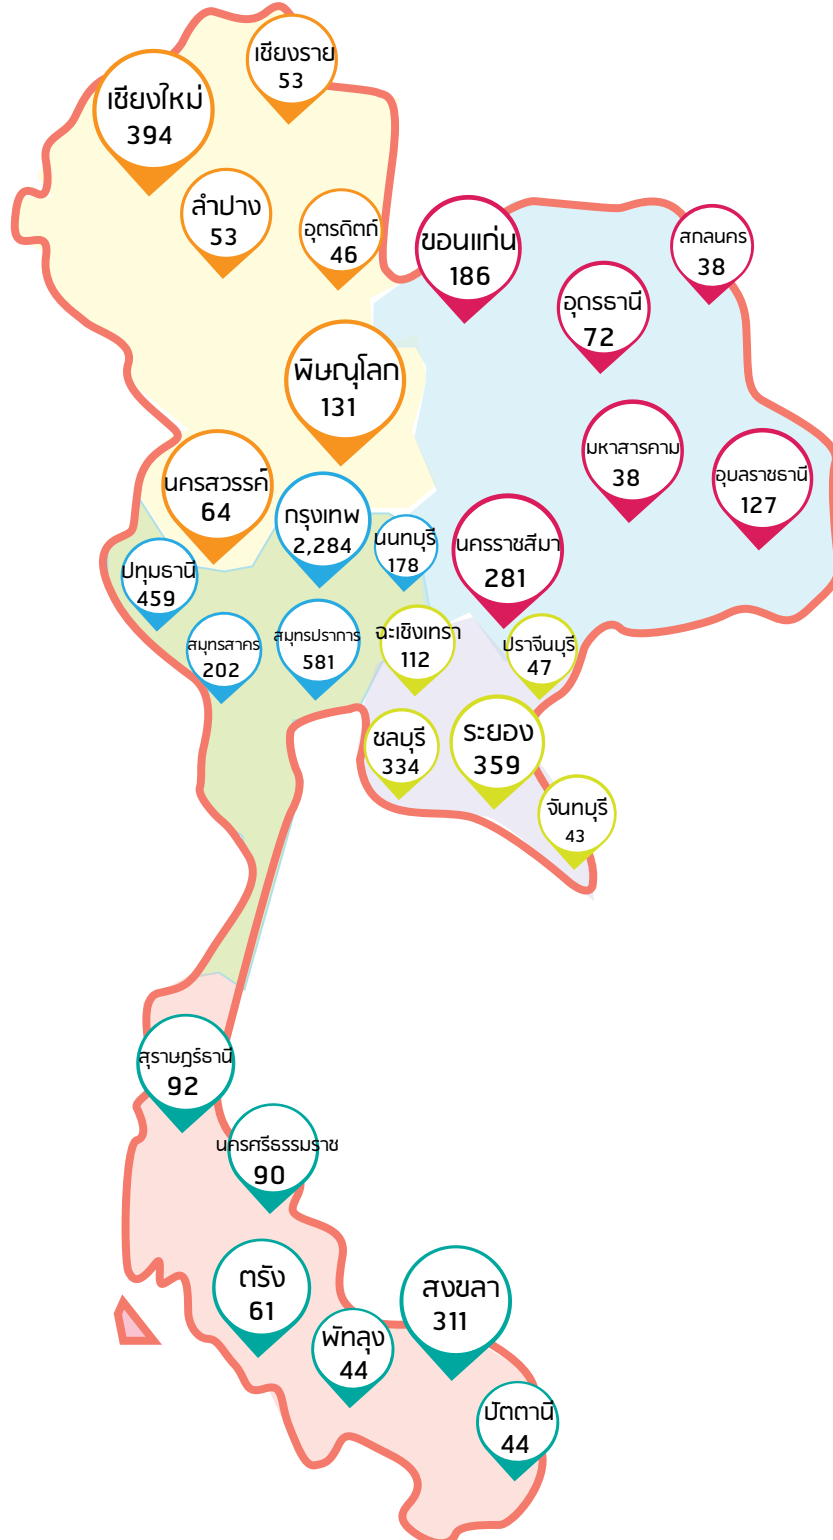 เชียงราย
53
เชียงใหม่
394
ลำปาง
53
อุตรดิตถ์
46
ขอนแก่น
186
สกลนคร
38
อุดรธานี
72
พิษณุโลก
131
มหาสารคาม
38
อุบลราชธานี
127
นครสวรรค์
64
กรุงเทพ
2,284
นนทบุรี
178
นครราชสีมา
281
ปทุมธานี
459
สมุทรสาคร
202
สมุทรปราการ
581
ฉะเชิงเทรา
112
ปราจีนบุรี
47
ชลบุรี
334
ระยอง
359
จันทบุรี
43
สุราษฎร์ธานี
92
นครศรีธรรมราช
90
ตรัง
61
สงขลา
311
พัทลุง
44
ปัตตานี
44